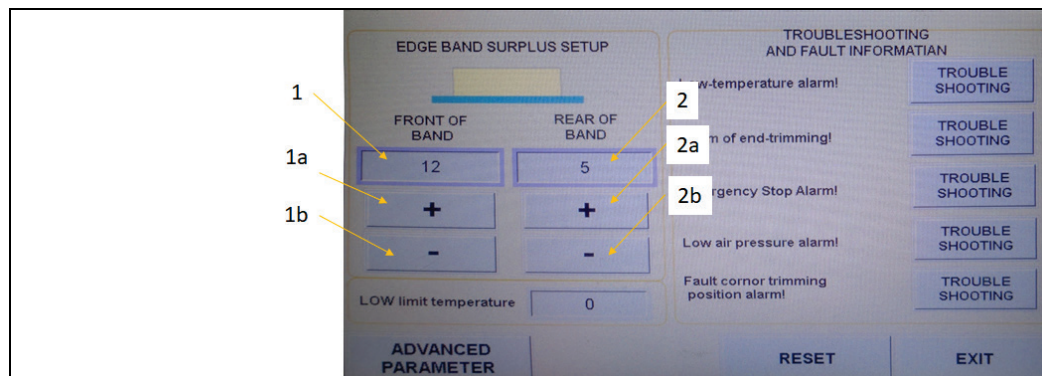 EDGE BAND SURPLUS SETUP
FRONT OF
BAND
REAR OF
BAND
12
5
+
+
-
-
LOW limit temperature
0
ADVANCED
PARAMETER
1
1a
1b
2
2a
2b
TROUBLESHOOTING
AND FAULT INFORMATIAN
w-temperature alarm!
TROUBLE
SHOOTING
m of end-trimming!
TROUBLE
SHOOTING
rgency Stop Alarm!
TROUBLE
SHOOTING
Low air pressure alarm!
TROUBLE
SHOOTING
Fault cornor trimming
position alarm!
TROUBLE
SHOOTING
RESET
EXIT